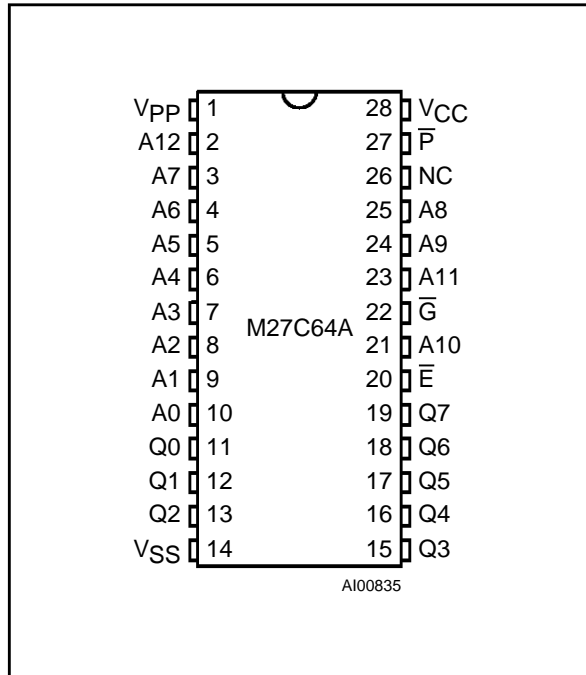 VPP 1 28 VCC
A12 2 27 P̅
A7 3 26 NC
A6 4 25 A8
A5 5 24 A9
A4 6 23 A11
A3 7 22 G̅
M27C64A
A2 8 21 A10
A1 9 20 E̅
A0 10 19 Q7
Q0 11 18 Q6
Q1 12 17 Q5
Q2 13 16 Q4
VSS 14 15 Q3
AI00835